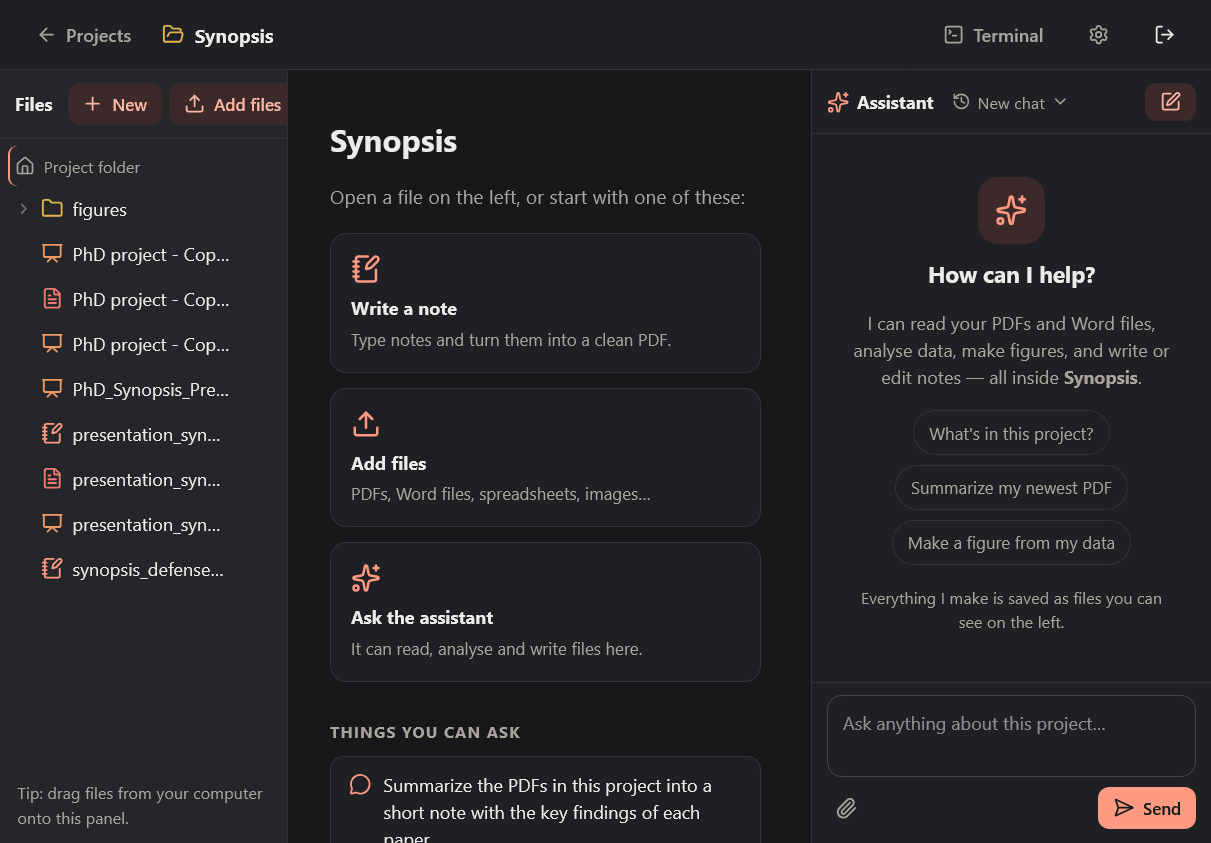 Projects
Synopsis
Terminal
Files
New
Add files
Project folder
figures
PhD project - Cop...
PhD project - Cop...
PhD project - Cop...
PhD_Synopsis_Pre...
presentation_syn...
presentation_syn...
presentation_syn...
synopsis_defense...
Tip: drag files from your computer
onto this panel.
Synopsis
Open a file on the left, or start with one of these:
Write a note
Type notes and turn them into a clean PDF.
Add files
PDFs, Word files, spreadsheets, images...
Ask the assistant
It can read, analyse and write files here.
THINGS YOU CAN ASK
Summarize the PDFs in this project into a
short note with the key findings of each
paper
Assistant
New chat
How can I help?
I can read your PDFs and Word files,
analyse data, make figures, and write or
edit notes — all inside Synopsis.
What's in this project?
Summarize my newest PDF
Make a figure from my data
Everything I make is saved as files you can
see on the left.
Ask anything about this project...
Send